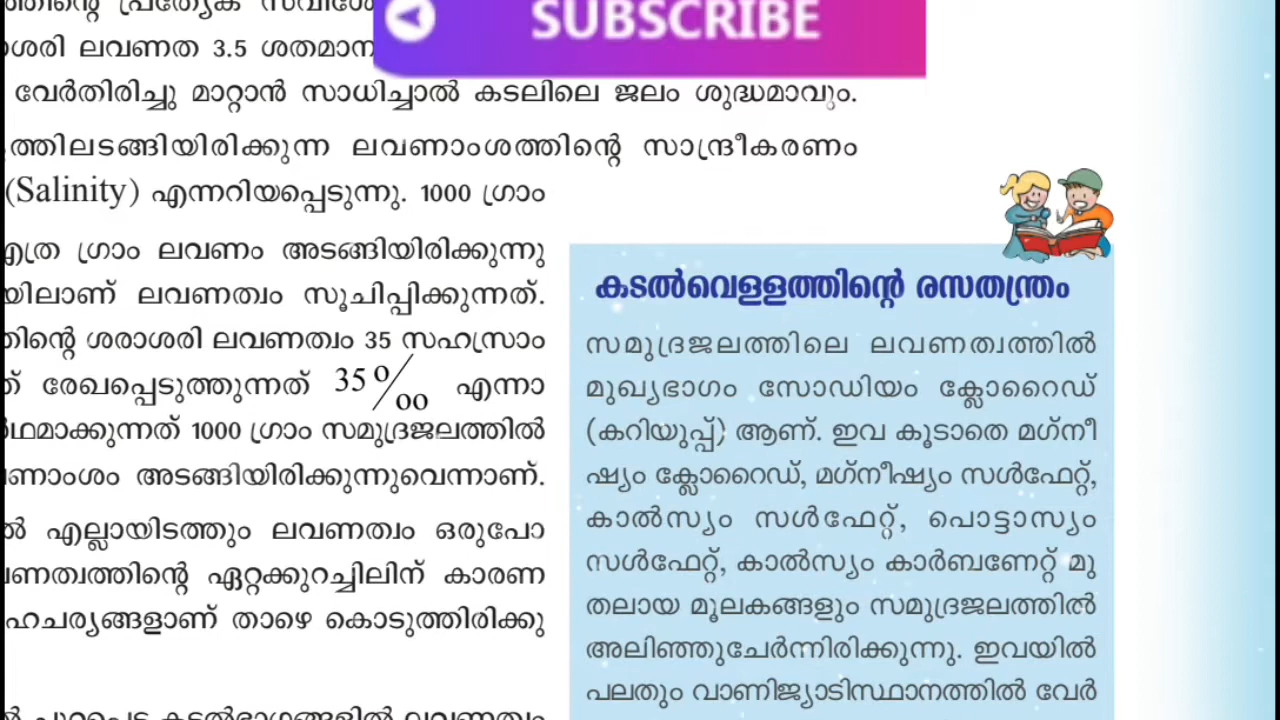 SUBSCRIBE
ത്തിന്റെ പ്രത്യേക
ശരി ലവണത 3.5
വേർതിരിച്ചു മാറ്റാൻ സാധിച്ചാൽ കടലിലെ ജലം ശുദ്ധമാവും.
ത്തിലടങ്ങിയിരിക്കുന്ന ലവണാംശത്തിന്റെ സാന്ദ്രീകരണം
(Salinity) എന്നറിയപ്പെടുന്നു. 1000 ഗ്രാം
എത്ര ഗ്രാം ലവണം അടങ്ങിയിരിക്കുന്നു
യിലാണ് ലവണത്വം സൂചിപ്പിക്കുന്നത്.
തിന്റെ ശരാശരി ലവണത്വം 35 സഹസ്രാം
ത് രേഖപ്പെടുത്തുന്നത് 35 o/oo എന്നാ
ർഥമാക്കുന്നത് 1000 ഗ്രാം സമുദ്രജലത്തിൽ
ണാംശം അടങ്ങിയിരിക്കുന്നുവെന്നാണ്.
ൽ എല്ലായിടത്തും ലവണത്വം ഒരുപോ
വണത്വത്തിന്റെ ഏറ്റക്കുറച്ചിലിന് കാരണ
ഹചര്യങ്ങളാണ് താഴെ കൊടുത്തിരിക്കു
കടൽവെളളത്തിന്റെ രസതന്ത്രം
സമുദ്രജലത്തിലെ ലവണത്വത്തിൽ
മുഖ്യഭാഗം സോഡിയം ക്ലോറൈഡ്
(കറിയുപ്പ്) ആണ്. ഇവ കൂടാതെ മഗ്നീ
ഷ്യം ക്ലോറൈഡ്, മഗ്നീഷ്യം സൾഫേറ്റ്,
കാൽസ്യം സൾഫേറ്റ്, പൊട്ടാസ്യം
സൾഫേറ്റ്, കാൽസ്യം കാർബണേറ്റ് മു
തലായ മൂലകങ്ങളും സമുദ്രജലത്തിൽ
അലിഞ്ഞുചേർന്നിരിക്കുന്നു. ഇവയിൽ
പലതും വാണിജ്യാടിസ്ഥാനത്തിൽ വേർ